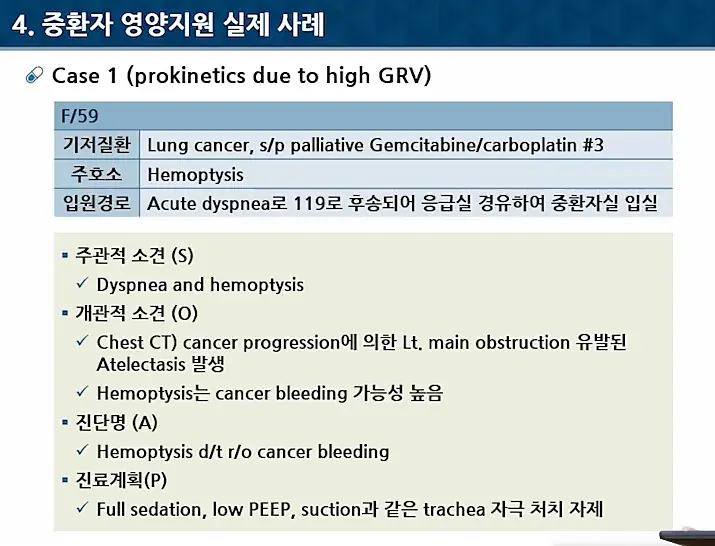 4. 중환자 영양지원 실제 사례
Case 1 (prokinetics due to high GRV)
F/59
기저질환 Lung cancer, s/p palliative Gemcitabine/carboplatin #3
주호소 Hemoptysis
입원경로 Acute dyspnea로 119로 후송되어 응급실 경유하여 중환자실 입실
▪ 주관적 소견 (S)
✓ Dyspnea and hemoptysis
▪ 개관적 소견 (O)
✓ Chest CT) cancer progression에 의한 Lt. main obstruction 유발된
Atelectasis 발생
✓ Hemoptysis는 cancer bleeding 가능성 높음
▪ 진단명 (A)
✓ Hemoptysis d/t r/o cancer bleeding
▪ 진료계획(P)
✓ Full sedation, low PEEP, suction과 같은 trachea 자극 처치 자제